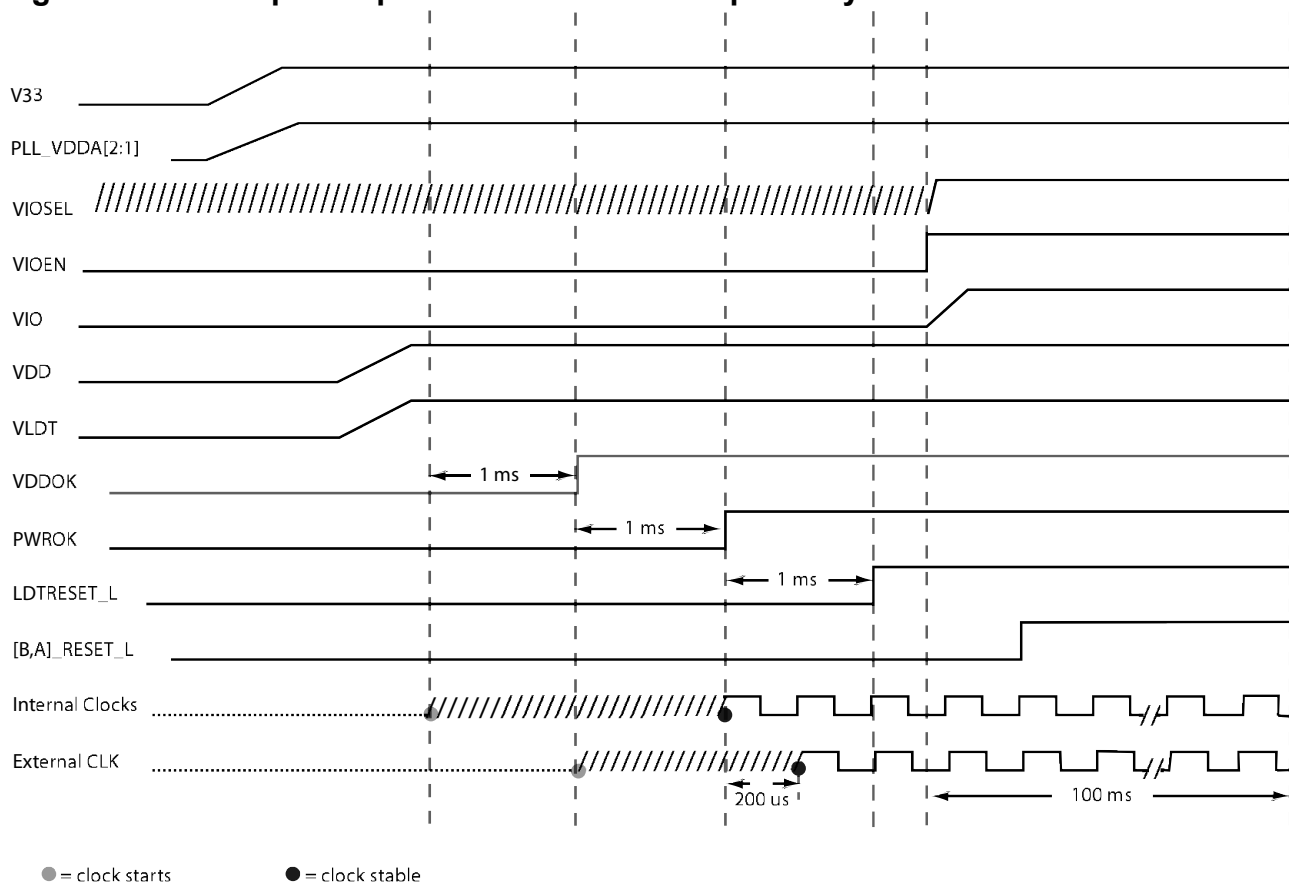 V33
PLL_VDDA[2:1]
VIOSEL
VIOEN
VIO
VDD
VLDT
VDDOK
1 ms
PWROK
1 ms
LDTRESET_L
1 ms
[B,A]_RESET_L
Internal Clocks
External CLK
200 us
100 ms
= clock starts
= clock stable